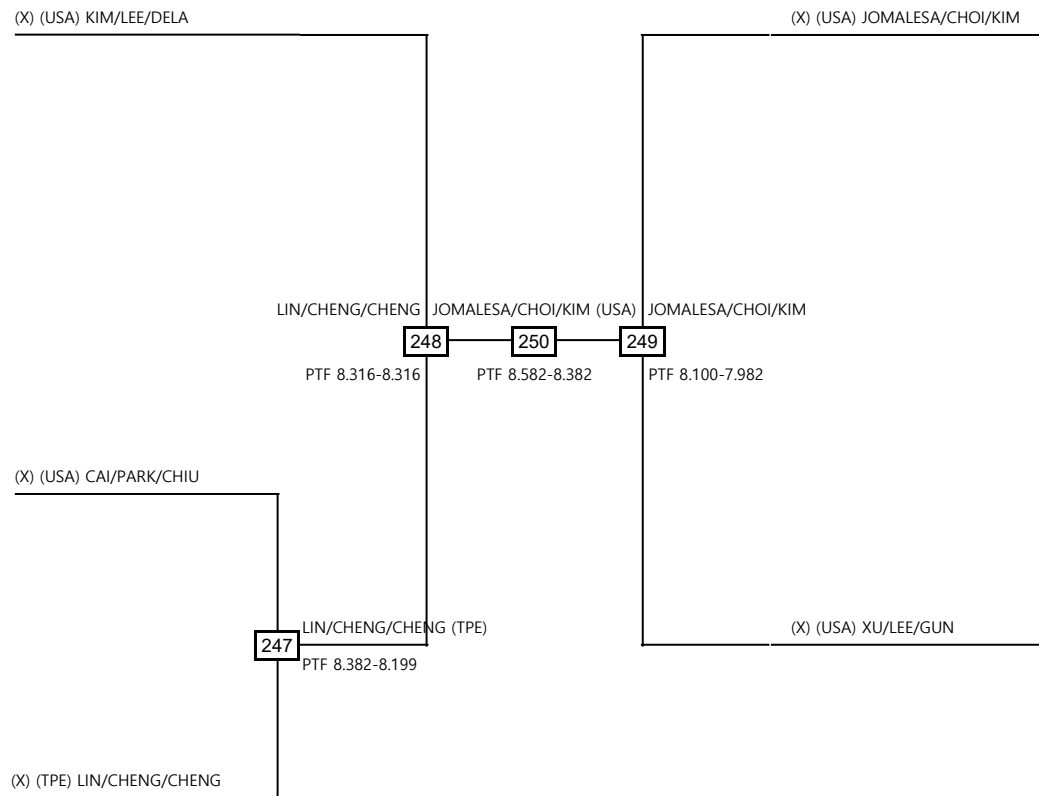 (X) (USA) KIM/LEE/DELA
(X) (USA) JOMALESA/CHOI/KIM
LIN/CHENG/CHENG
JOMALESA/CHOI/KIM (USA)
JOMALESA/CHOI/KIM
248
250
249
PTF 8.316-8.316
PTF 8.582-8.382
PTF 8.100-7.982
(X) (USA) CAI/PARK/CHIU
LIN/CHENG/CHENG (TPE)
(X) (USA) XU/LEE/GUN
247
PTF 8.382-8.199
(X) (TPE) LIN/CHENG/CHENG